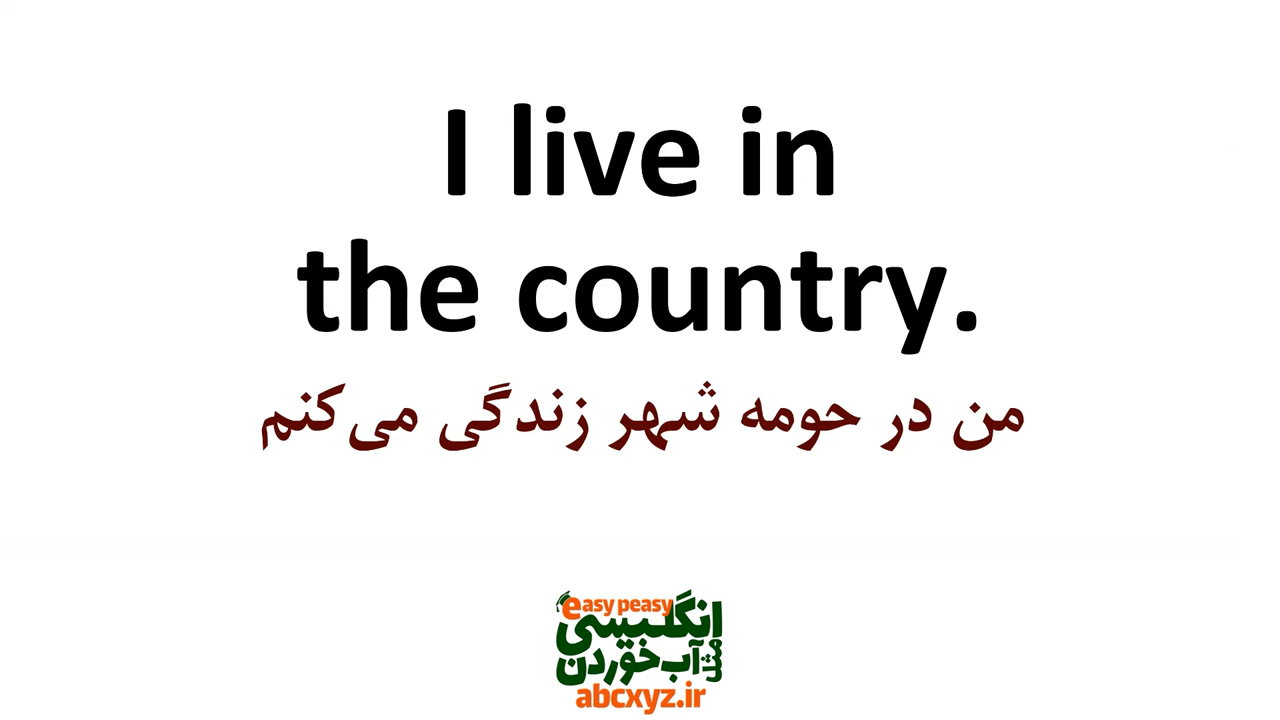 I live in
the country.
من در حومه شهر زندگی می‌کنم
easy peasy
انگلیسی
مثل آب خوردن
abcxyz.ir